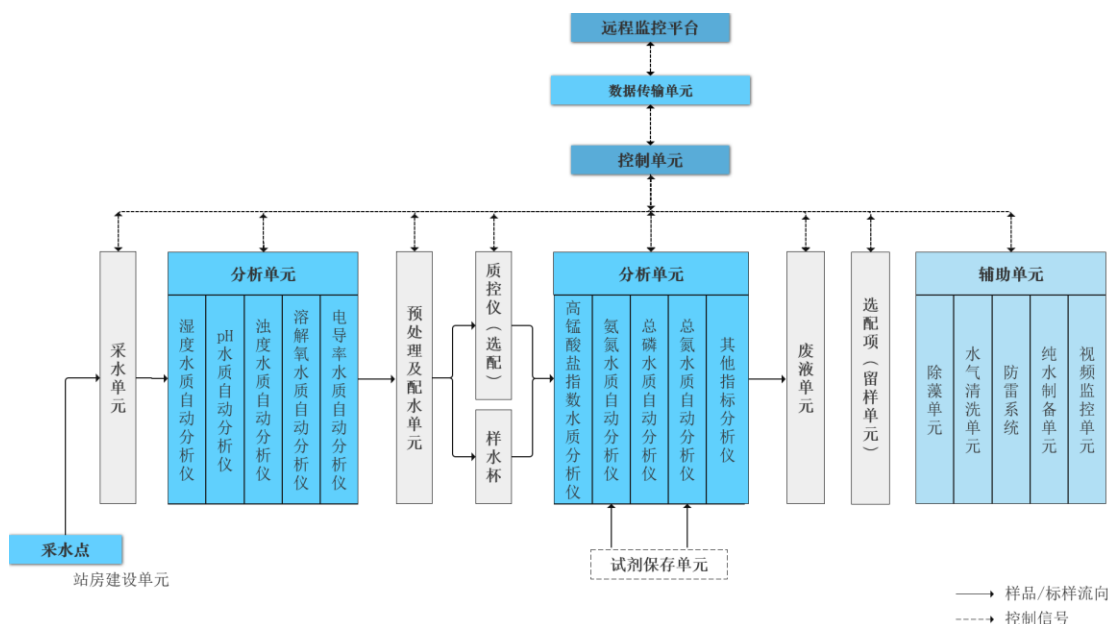 远程监控平台
数据传输单元
控制单元
采水单元
分析单元
湿度水质自动分析仪
pH水质自动分析仪
浊度水质自动分析仪
溶解氧水质自动分析仪
电导率水质自动分析仪
预处理及配水单元
质控仪（选配）
样水杯
分析单元
高锰酸盐指数水质分析仪
氨氮水质自动分析仪
总磷水质自动分析仪
总氮水质自动分析仪
其他指标分析仪
废液单元
选配项（留样单元）
辅助单元
除藻单元
水气清洗单元
防雷系统
纯水制备单元
视频监控单元
采水点
站房建设单元
试剂保存单元
样品/标样流向
控制信号